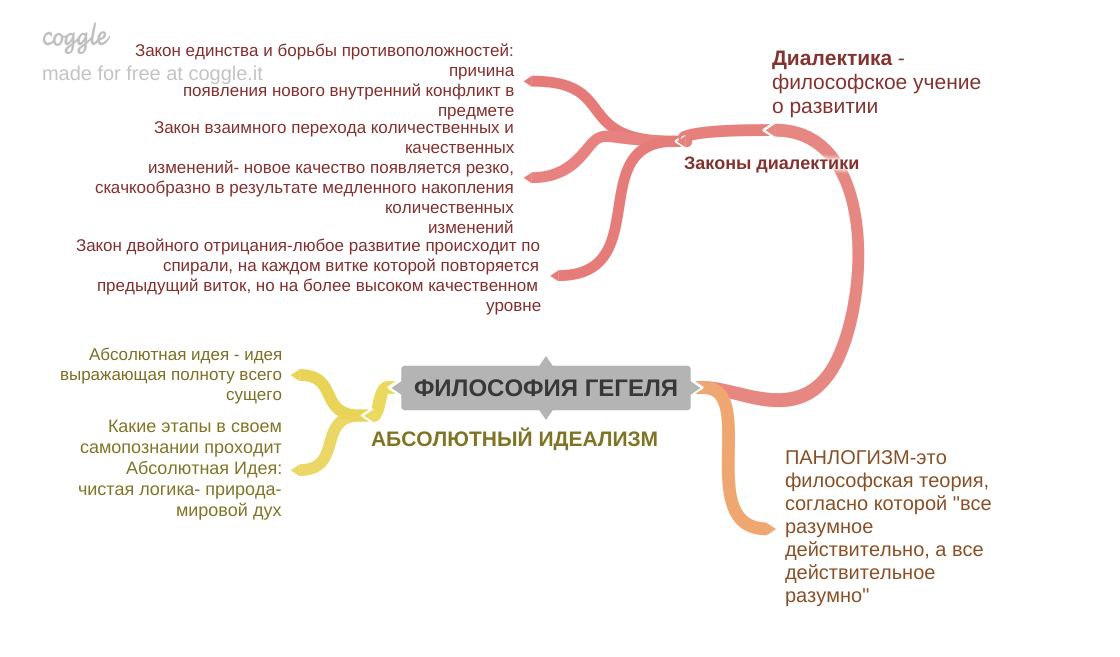 coggle
made for free at coggle.it
Закон единства и борьбы противоположностей:
причина
появления нового внутренний конфликт в
предмете
Закон взаимного перехода количественных и
качественных
изменений- новое качество появляется резко,
скачкообразно в результате медленного накопления
количественных
изменений
Закон двойного отрицания-любое развитие происходит по
спирали, на каждом витке которой повторяется
предыдущий виток, но на более высоком качественном
уровне
Диалектика -
философское учение
о развитии
Законы диалектики
Абсолютная идея - идея
выражающая полноту всего
сущего
Какие этапы в своем
самопознании проходит
Абсолютная Идея:
чистая логика- природа-
мировой дух
ФИЛОСОФИЯ ГЕГЕЛЯ
АБСОЛЮТНЫЙ ИДЕАЛИЗМ
ПАНЛОГИЗМ-это
философская теория,
согласно которой "все
разумное
действительно, а все
действительное
разумно"